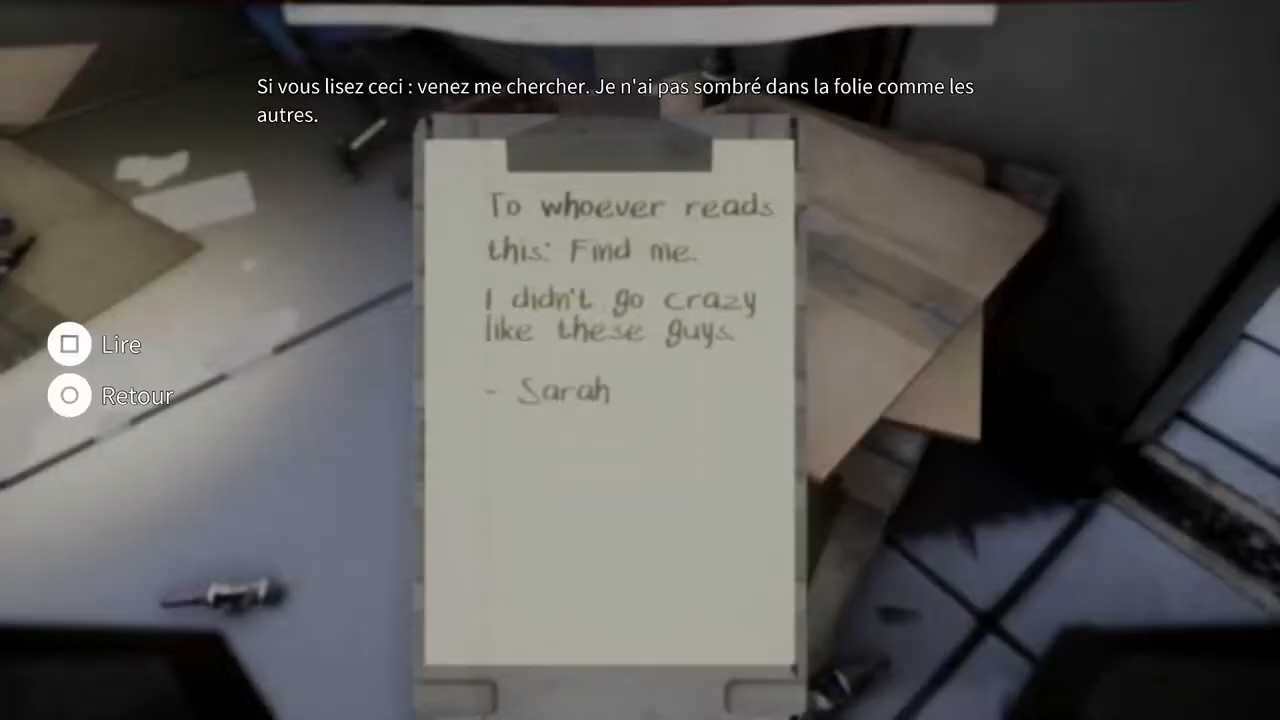 Si vous lisez ceci : venez me chercher. Je n'ai pas sombré dans la folie comme les
autres.
To whoever reads
this: Find me.
I didn't go crazy
like these guys.
- Sarah
Lire
Retour